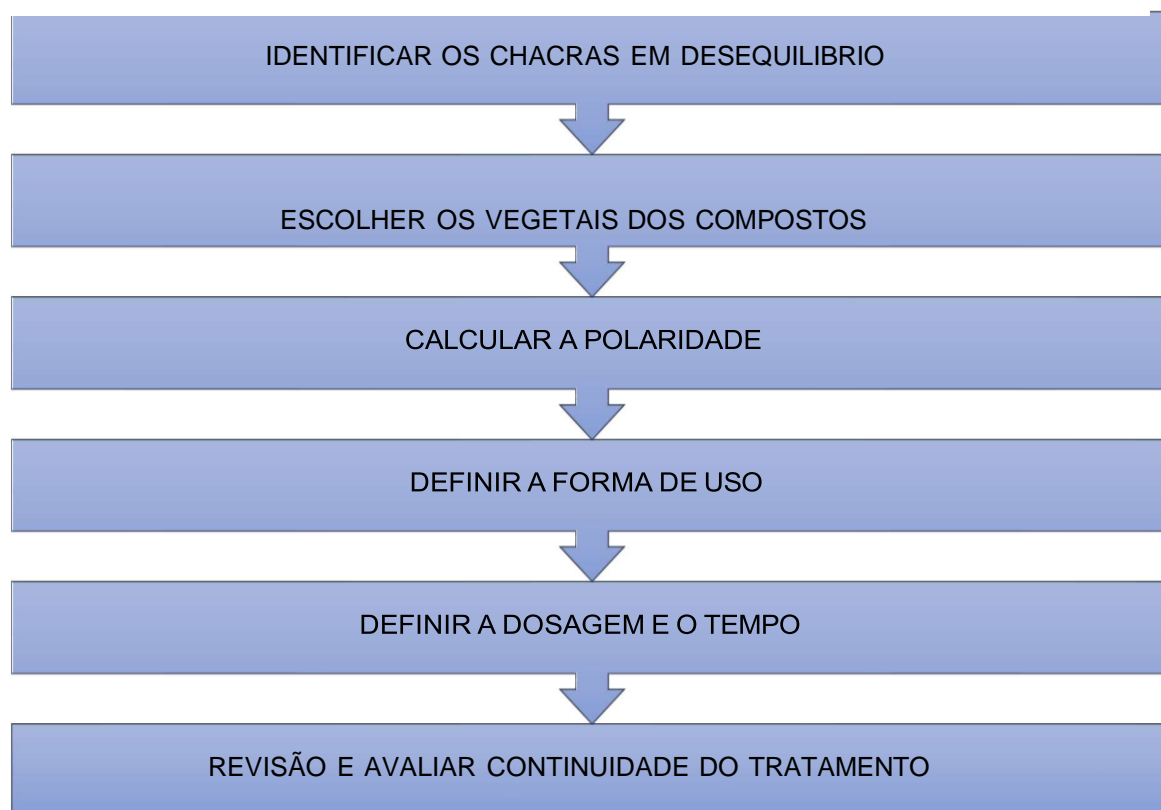 IDENTIFICAR OS CHACRAS EM DESEQUILIBRIO
ESCOLHER OS VEGETAIS DOS COMPOSTOS
CALCULAR A POLARIDADE
DEFINIR A FORMA DE USO
DEFINIR A DOSAGEM E O TEMPO
REVISÃO E AVALIAR CONTINUIDADE DO TRATAMENTO